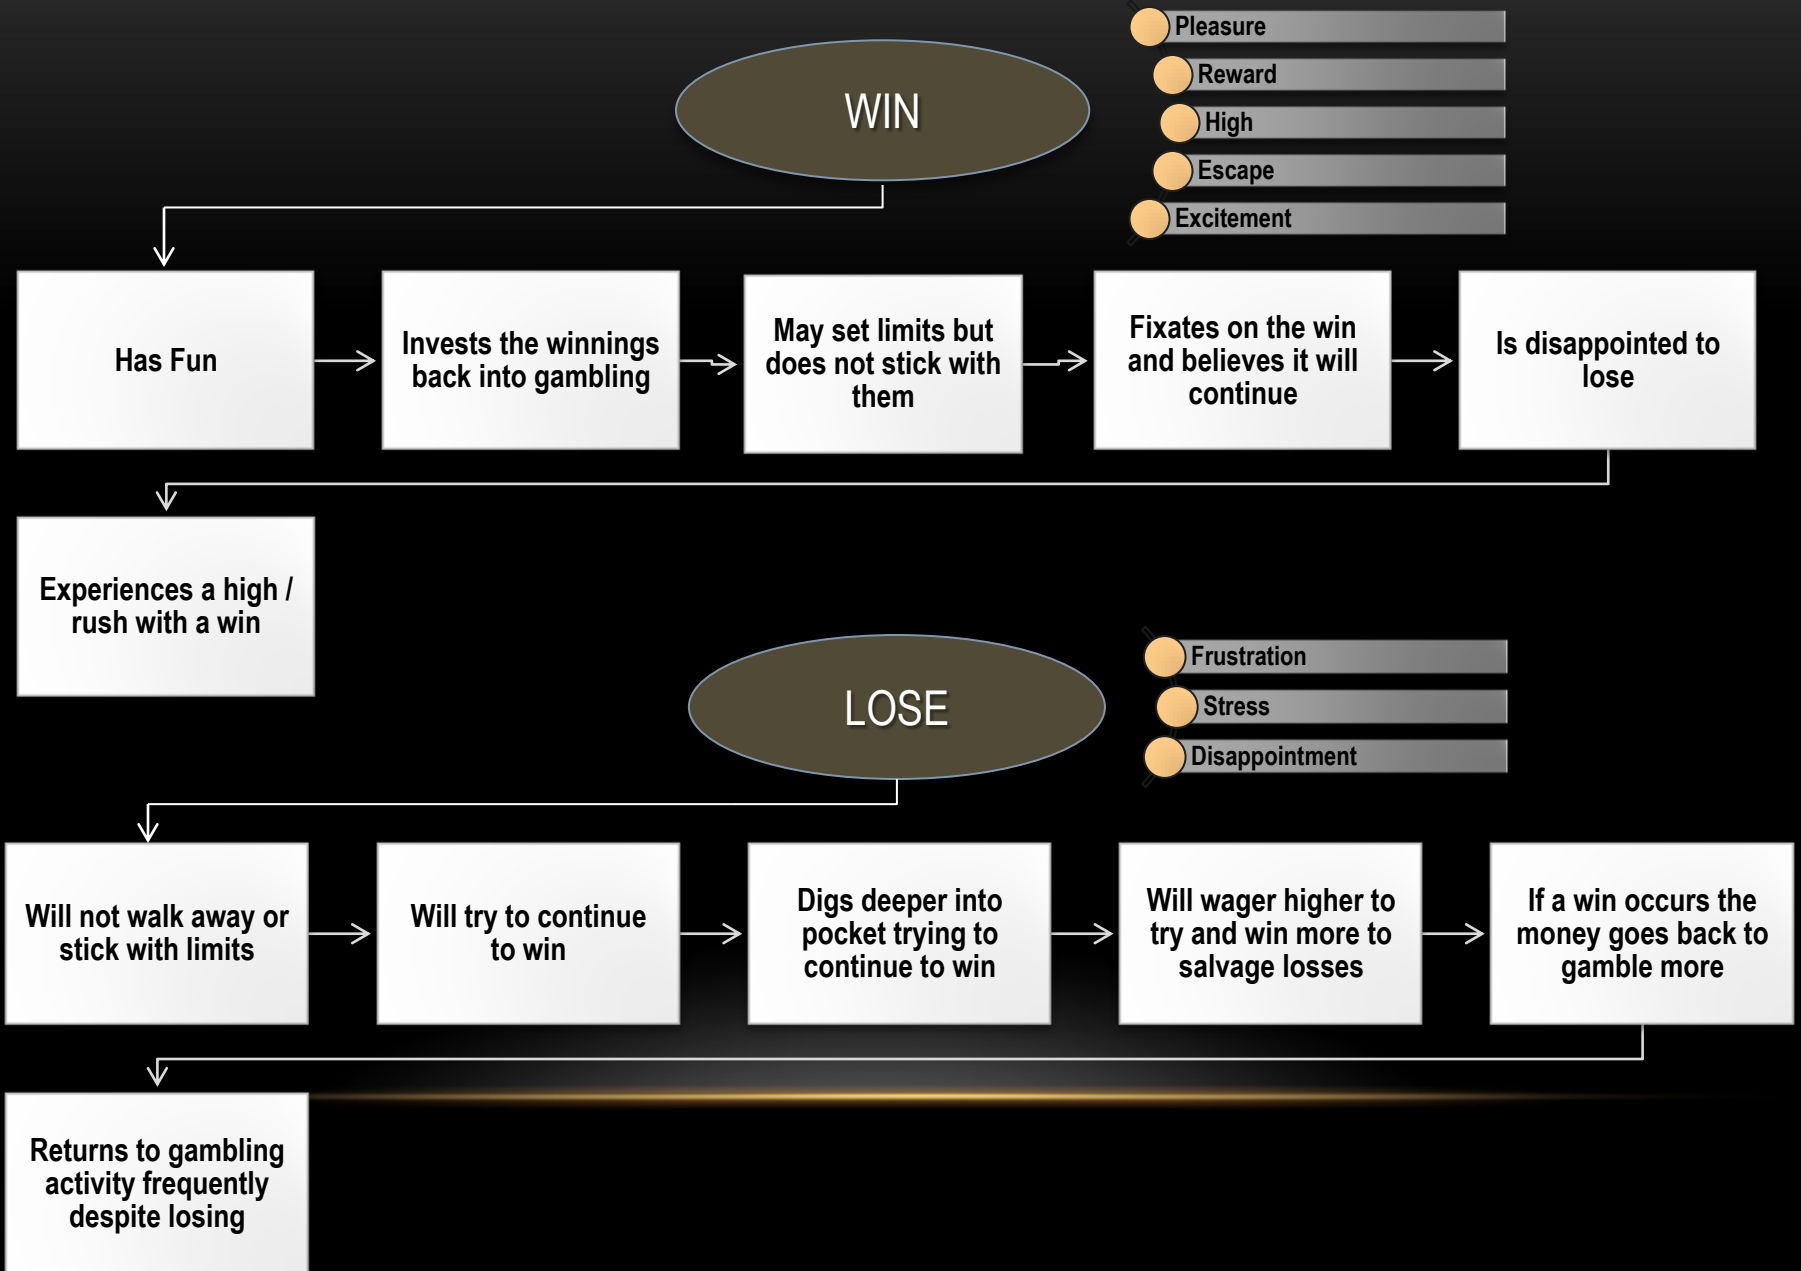 Pleasure
WIN
Reward
High
Escape
Excitement
Has Fun
Invests the winnings
back into gambling
May set limits but
does not stick with
them
Fixates on the win
and believes it will
continue
Is disappointed to
lose
Experiences a high /
rush with a win
LOSE
Frustration
Stress
Disappointment
Will not walk away or
stick with limits
Will try to continue
to win
Digs deeper into
pocket trying to
continue to win
Will wager higher to
try and win more to
salvage losses
If a win occurs the
money goes back to
gamble more
Returns to gambling
activity frequently
despite losing